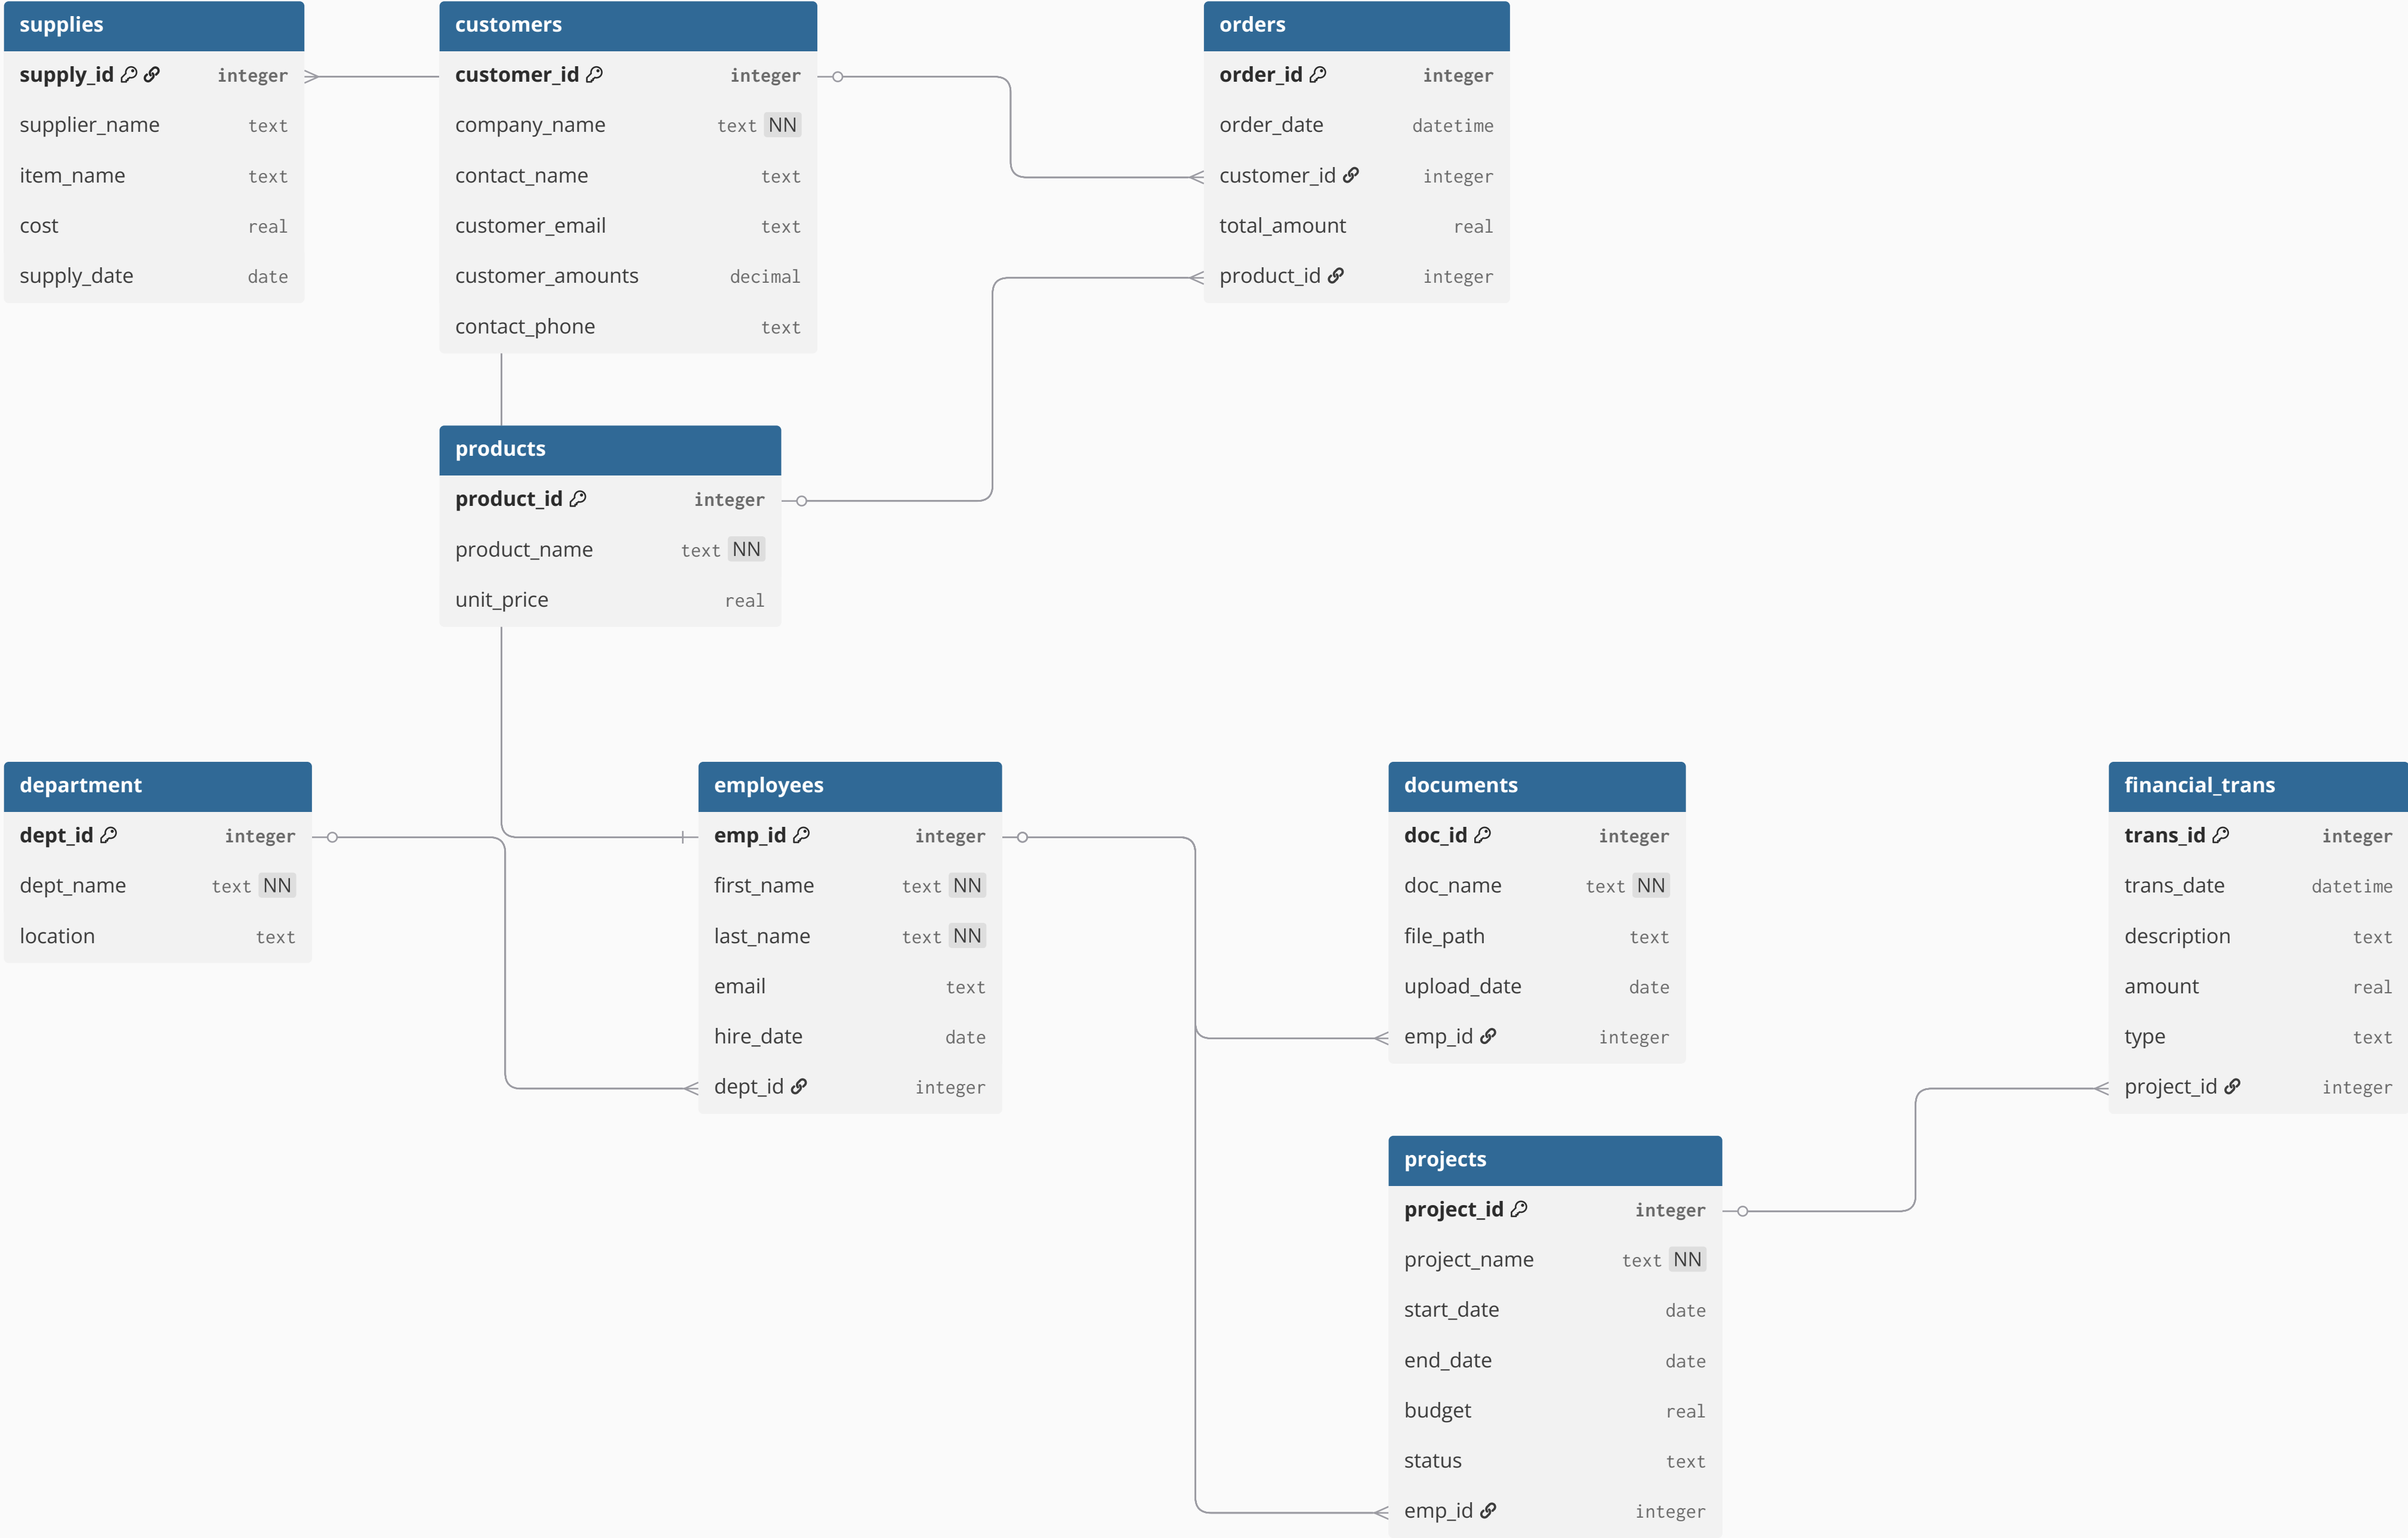 supplies
supply_id integer
supplier_name text
item_name text
cost real
supply_date date
customers
customer_id integer
company_name text NN
contact_name text
customer_email text
customer_amounts decimal
contact_phone text
orders
order_id integer
order_date datetime
customer_id integer
total_amount real
product_id integer
products
product_id integer
product_name text NN
unit_price real
department
dept_id integer
dept_name text NN
location text
employees
emp_id integer
first_name text NN
last_name text NN
email text
hire_date date
dept_id integer
documents
doc_id integer
doc_name text NN
file_path text
upload_date date
emp_id integer
financial_trans
trans_id integer
trans_date datetime
description text
amount real
type text
project_id integer
projects
project_id integer
project_name text NN
start_date date
end_date date
budget real
status text
emp_id integer